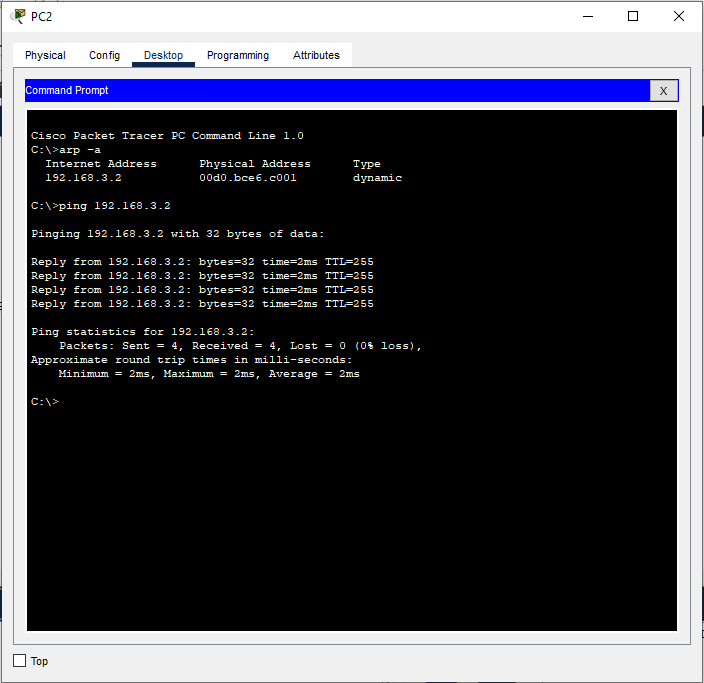 PC2
Physical Config Desktop Programming Attributes
Command Prompt X
Cisco Packet Tracer PC Command Line 1.0
C:\>arp -a
Internet Address Physical Address Type
192.168.3.2 00d0.bce6.c001 dynamic
C:\>ping 192.168.3.2
Pinging 192.168.3.2 with 32 bytes of data:
Reply from 192.168.3.2: bytes=32 time=2ms TTL=255
Reply from 192.168.3.2: bytes=32 time=2ms TTL=255
Reply from 192.168.3.2: bytes=32 time=2ms TTL=255
Reply from 192.168.3.2: bytes=32 time=2ms TTL=255
Ping statistics for 192.168.3.2:
Packets: Sent = 4, Received = 4, Lost = 0 (0% loss),
Approximate round trip times in milli-seconds:
Minimum = 2ms, Maximum = 2ms, Average = 2ms
C:\>
Top